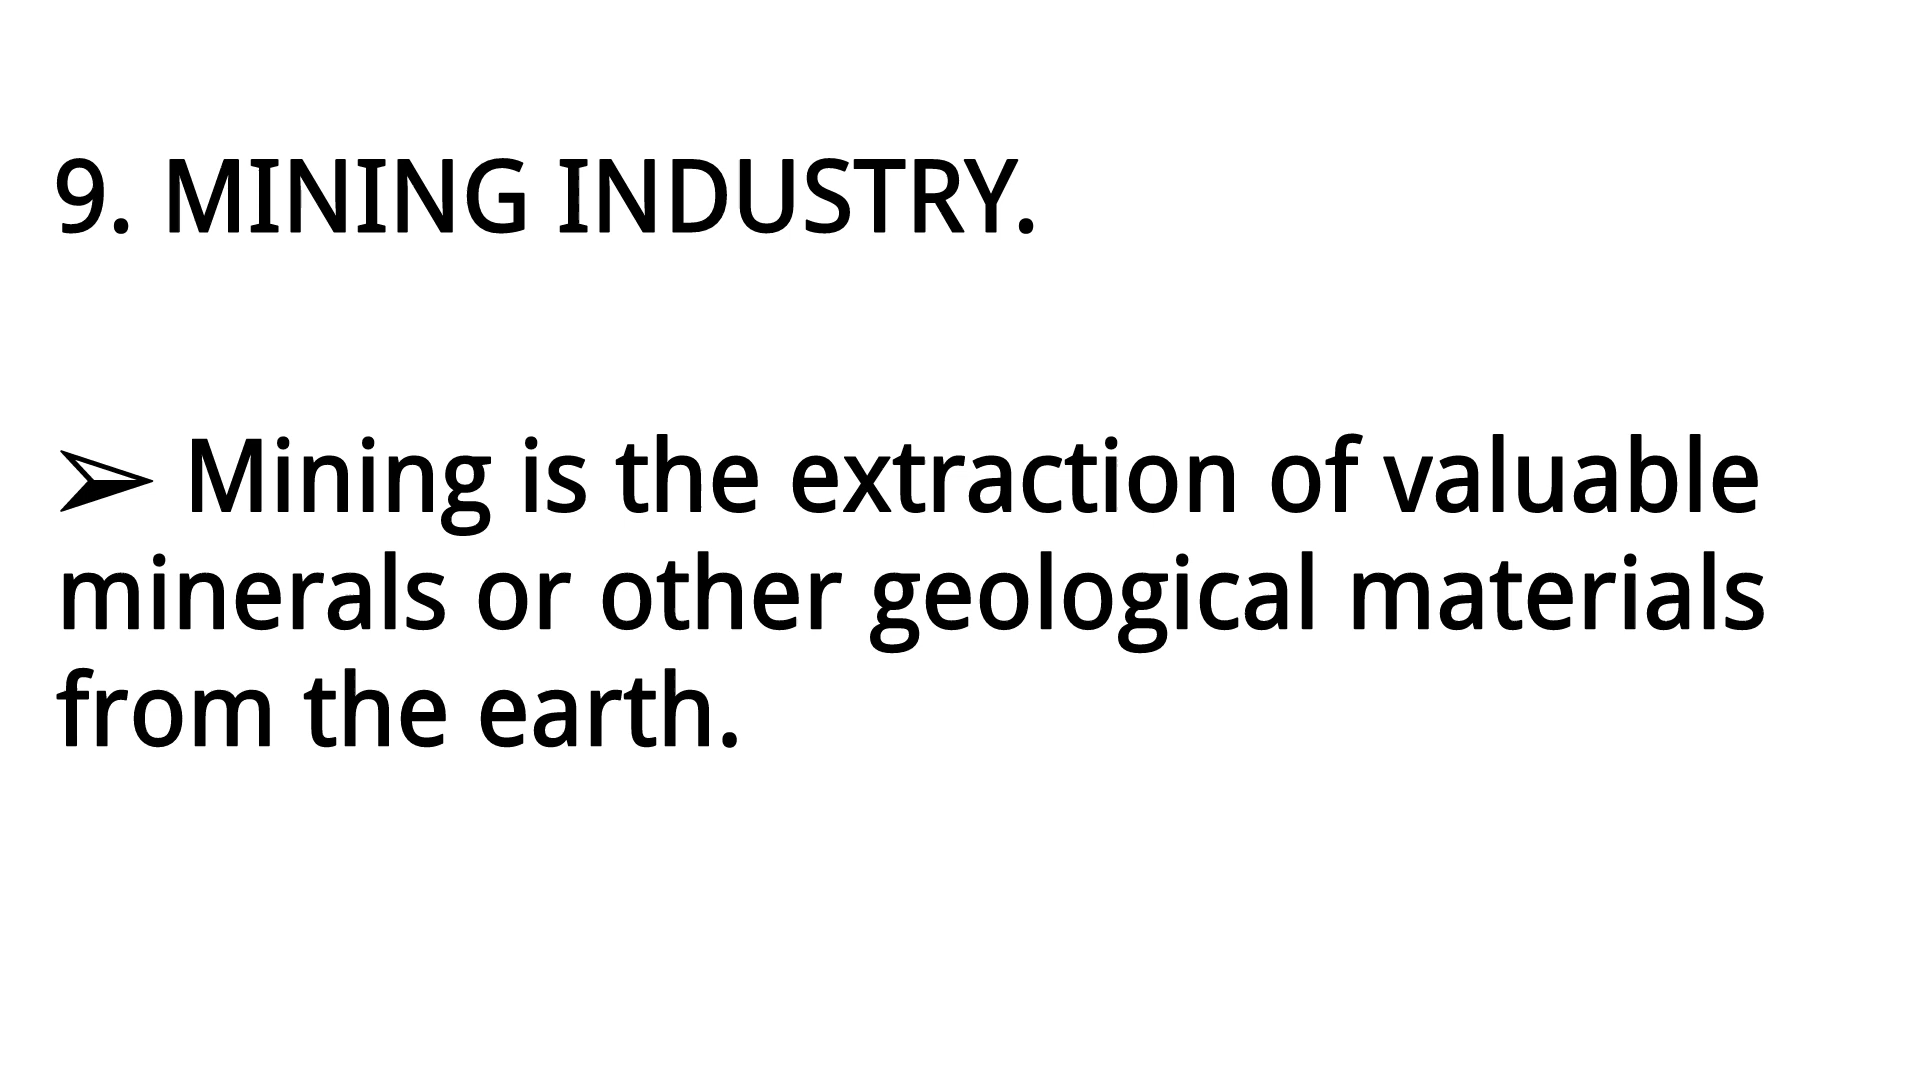 9. MINING INDUSTRY.
➢ Mining is the extraction of valuable
minerals or other geological materials
from the earth.